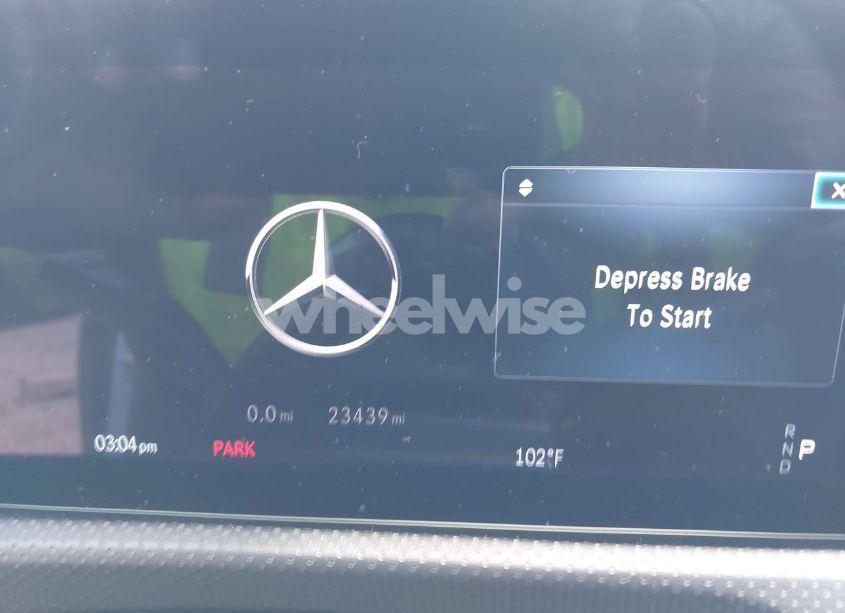 X
Depress Brake
To Start
wheelwise
0.0 mi 23439 mi
03:04 pm PARK 102°F
R
N P
D